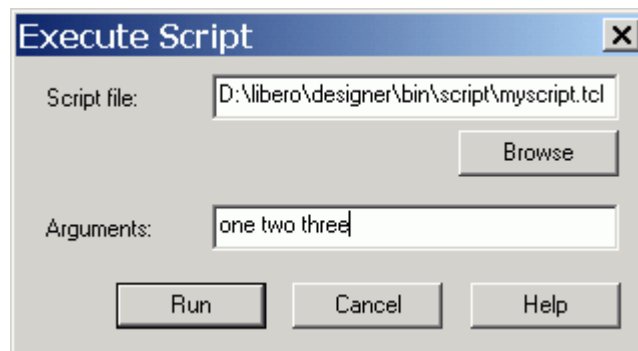 Execute Script
Script file: D:\libero\designer\bin\script\myscript.tcl
Browse
Arguments: one two three
Run Cancel Help